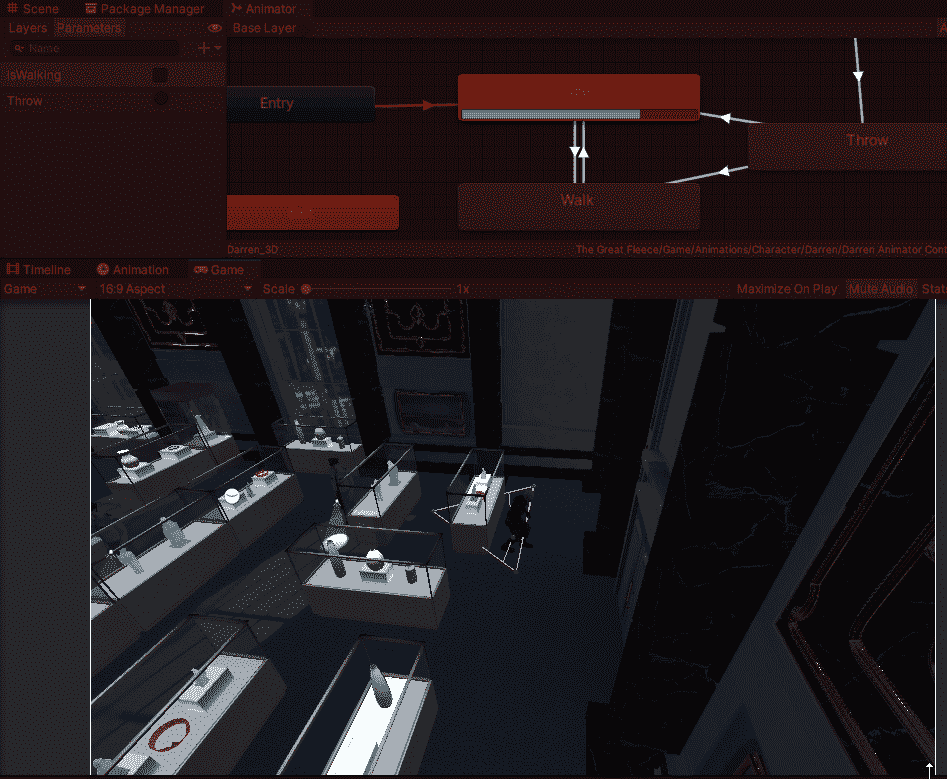 Scene Package Manager Animator
Layers Parameters Base Layer
Name
isWalking
Throw
Entry
Throw
Walk
Darren_3D The Great Fleece/Game/Animations/Character/Darren/Darren Animator Cont
Timeline Animation Game
Game 16:9 Aspect Scale 1x Maximize On Play Mute Audio Stat